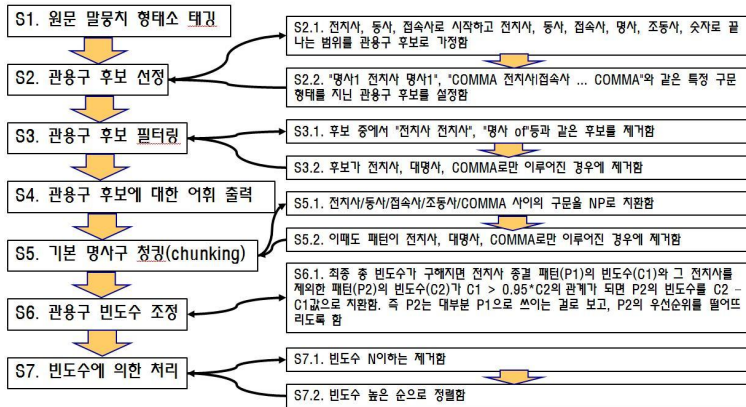 S1. 원문 말뭉치 형태소 태깅
S2.1. 전치사, 동사, 접속사로 시작하고 전치사, 동사, 접속사, 명사, 조동사, 숫자로 끝
나는 범위를 관용구 후보로 가정함
S2. 관용구 후보 선정
S2.2. "명사1 전치사 명사1", "COMMA 전치사|접속사 ... COMMA"와 같은 특정 구문
형태를 지닌 관용구 후보를 설정함
S3. 관용구 후보 필터링
S3.1. 후보 중에서 "전치사 전치사", "명사 of"등과 같은 후보를 제거함
S3.2. 후보가 전치사, 대명사, COMMA로만 이루어진 경우에 제거함
S4. 관용구 후보에 대한 어휘 출력
S5.1. 전치사/동사/접속사/조동사/COMMA 사이의 구문을 NP로 치환함
S5. 기본 명사구 청킹(chunking)
S5.2. 이때도 패턴이 전치사, 대명사, COMMA로만 이루어진 경우에 제거함
S6.1. 최종 총 빈도수가 구해지면 전치사 종결 패턴(P1)의 빈도수(C1)와 그 전치사를
제외한 패턴(P2)의 빈도수(C2)가 C1 > 0.95*C2의 관계가 되면 P2의 빈도수를 C2 –
C1값으로 치환함. 즉 P2는 대부분 P1으로 쓰이는 걸로 보고, P2의 우선순위를 떨어뜨
리도록 함
S6. 관용구 빈도수 조정
S7. 빈도수에 의한 처리
S7.1. 빈도수 N이하는 제거함
S7.2. 빈도수 높은 순으로 정렬함